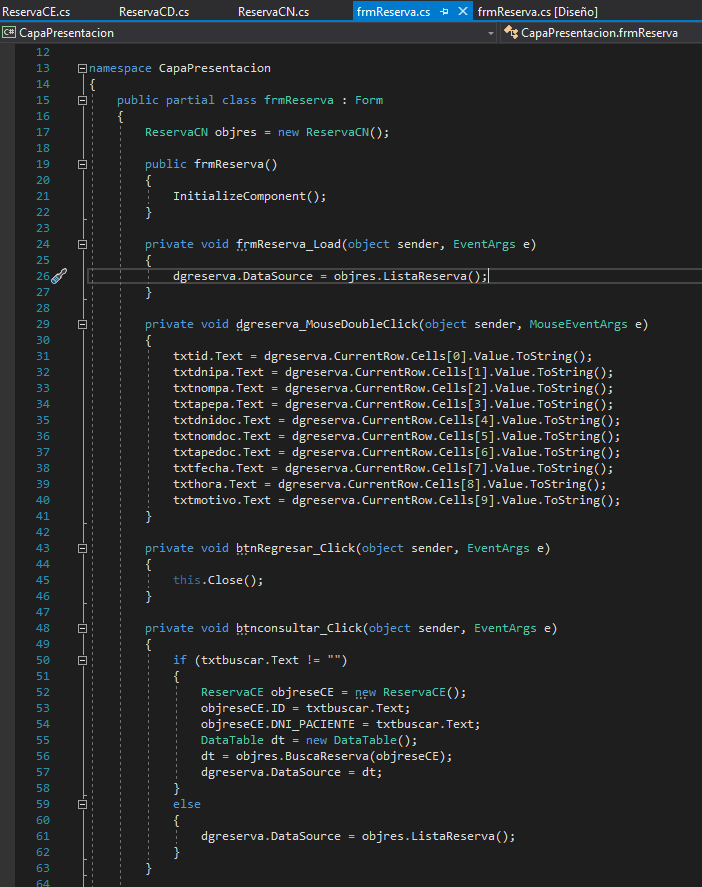 ReservaCE.cs ReservaCD.cs ReservaCN.cs frmReserva.cs frmReserva.cs [Diseño]
C# CapaPresentacion CapaPresentacion.frmReserva
12
13 namespace CapaPresentacion
14 {
15 public partial class frmReserva : Form
16 {
17 ReservaCN objres = new ReservaCN();
18
19 public frmReserva()
20 {
21 InitializeComponent();
22 }
23
24 private void frmReserva_Load(object sender, EventArgs e)
25 {
26 dgreserva.DataSource = objres.ListaReserva();
27 }
28
29 private void dgreserva_MouseDoubleClick(object sender, MouseEventArgs e)
30 {
31 txtid.Text = dgreserva.CurrentRow.Cells[0].Value.ToString();
32 txtdnipa.Text = dgreserva.CurrentRow.Cells[1].Value.ToString();
33 txtnompa.Text = dgreserva.CurrentRow.Cells[2].Value.ToString();
34 txtapepa.Text = dgreserva.CurrentRow.Cells[3].Value.ToString();
35 txtdnidoc.Text = dgreserva.CurrentRow.Cells[4].Value.ToString();
36 txtnomdoc.Text = dgreserva.CurrentRow.Cells[5].Value.ToString();
37 txtapedoc.Text = dgreserva.CurrentRow.Cells[6].Value.ToString();
38 txtfecha.Text = dgreserva.CurrentRow.Cells[7].Value.ToString();
39 txthora.Text = dgreserva.CurrentRow.Cells[8].Value.ToString();
40 txtmotivo.Text = dgreserva.CurrentRow.Cells[9].Value.ToString();
41 }
42
43 private void btnRegresar_Click(object sender, EventArgs e)
44 {
45 this.Close();
46 }
47
48 private void btnconsultar_Click(object sender, EventArgs e)
49 {
50 if (txtbuscar.Text != "")
51 {
52 ReservaCE objreseCE = new ReservaCE();
53 objreseCE.ID = txtbuscar.Text;
54 objreseCE.DNI_PACIENTE = txtbuscar.Text;
55 DataTable dt = new DataTable();
56 dt = objres.BuscaReserva(objreseCE);
57 dgreserva.DataSource = dt;
58 }
59 else
60 {
61 dgreserva.DataSource = objres.ListaReserva();
62 }
63 }
64